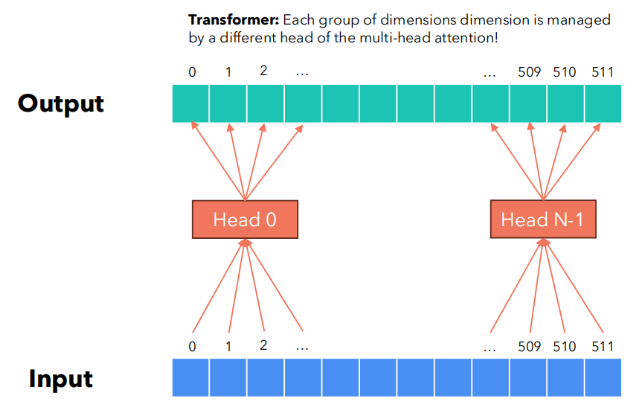 Transformer: Each group of dimensions dimension is managed
by a different head of the multi-head attention!
0 1 2 ... ... 509 510 511
Output
Head 0 Head N-1
0 1 2 ... ... 509 510 511
Input